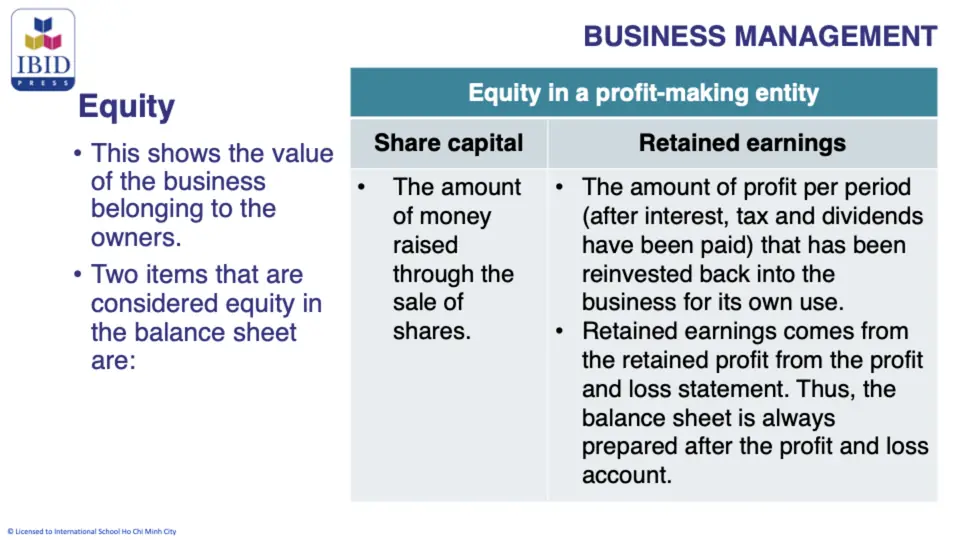 IBID
PRESS
BUSINESS MANAGEMENT
Equity
• This shows the value
of the business
belonging to the
owners.
• Two items that are
considered equity in
the balance sheet
are:
Equity in a profit-making entity
Share capital
Retained earnings
• The amount
of money
raised
through the
sale of
shares.
• The amount of profit per period
(after interest, tax and dividends
have been paid) that has been
reinvested back into the
business for its own use.
• Retained earnings comes from
the retained profit from the profit
and loss statement. Thus, the
balance sheet is always
prepared after the profit and loss
account.
© Licensed to International School Ho Chi Minh City